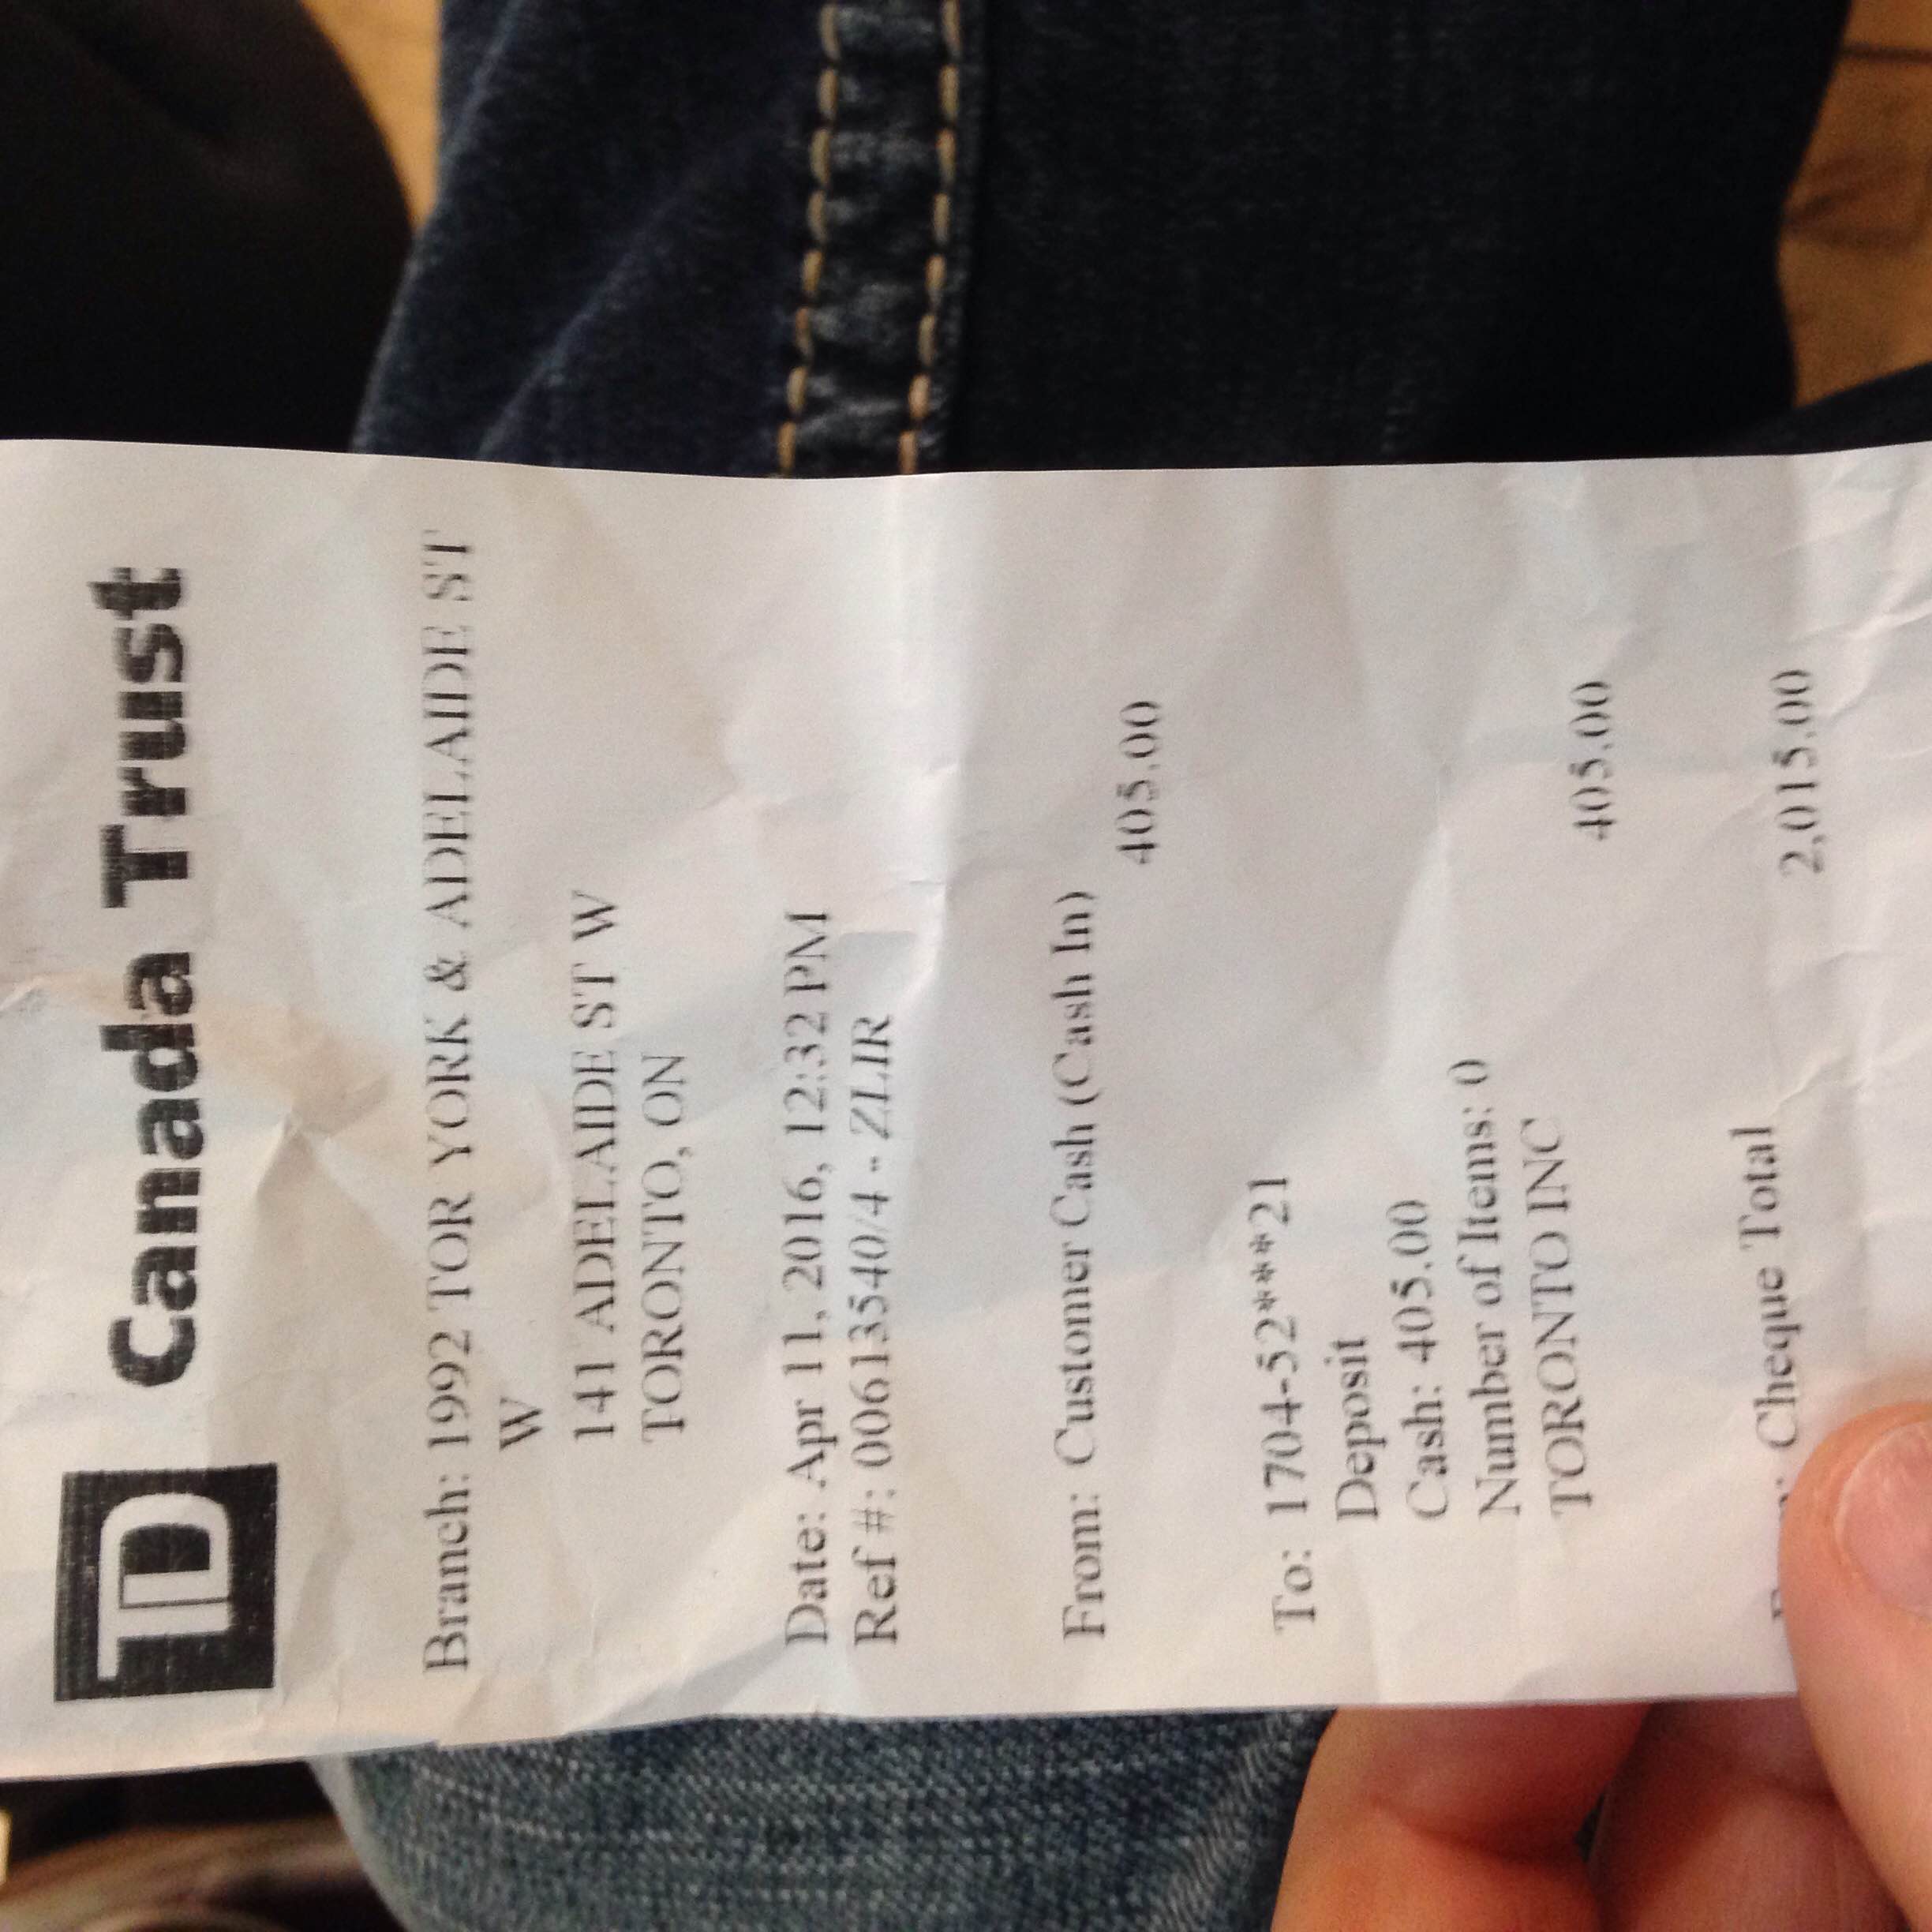 TD Canada Trust
Branch: 1992 TOR YORK & ADELAIDE ST
W
141 ADELAIDE ST W
TORONTO, ON
Date: Apr 11, 2016, 12:32 PM
Ref #: 00613540/4 - ZLIR
From: Customer Cash (Cash In)
405.00
To: 1704-52***21
Deposit
Cash: 405.00
Number of Items: 0
TORONTO INC
405.00
Cheque Total
2,015.00